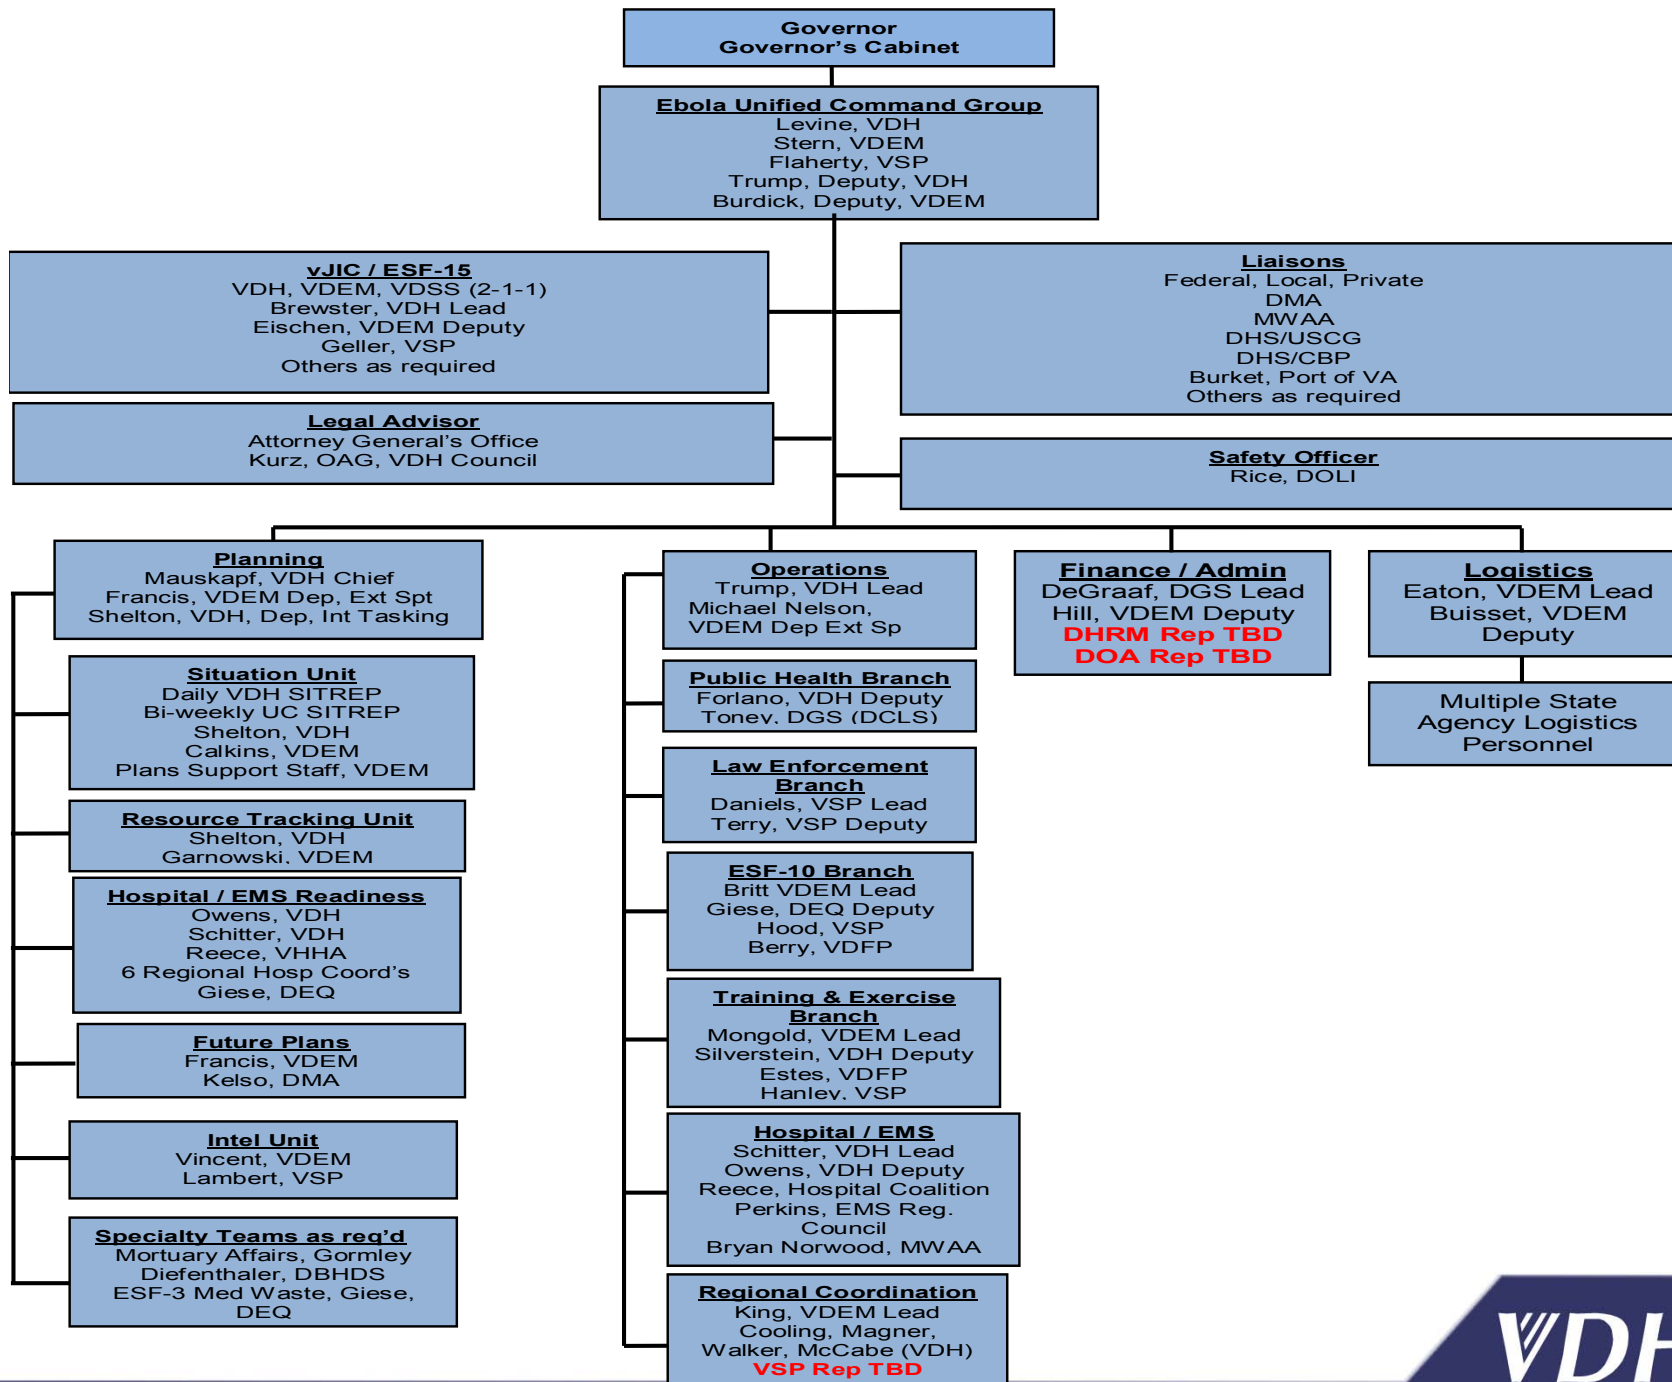 Governor
Governor’s Cabinet
Ebola Unified Command Group
Levine, VDH
Stern, VDEM
Flaherty, VSP
Trump, Deputy, VDH
Burdick, Deputy, VDEM
vJIC / ESF-15
VDH, VDEM, VDSS (2-1-1)
Brewster, VDH Lead
Eischen, VDEM Deputy
Geller, VSP
Others as required
Liaisons
Federal, Local, Private
DMA
MWAA
DHS/USCG
DHS/CBP
Burket, Port of VA
Others as required
Legal Advisor
Attorney General’s Office
Kurz, OAG, VDH Council
Safety Officer
Rice, DOLI
Planning
Mauskapf, VDH Chief
Francis, VDEM Dep, Ext Spt
Shelton, VDH, Dep, Int Tasking
Situation Unit
Daily VDH SITREP
Bi-weekly UC SITREP
Shelton, VDH
Calkins, VDEM
Plans Support Staff, VDEM
Resource Tracking Unit
Shelton, VDH
Garnowski, VDEM
Hospital / EMS Readiness
Owens, VDH
Schitter, VDH
Reece, VHHA
6 Regional Hosp Coord’s
Giese, DEQ
Future Plans
Francis, VDEM
Kelso, DMA
Intel Unit
Vincent, VDEM
Lambert, VSP
Specialty Teams as req’d
Mortuary Affairs, Gormley
Diefenthaler, DBHDS
ESF-3 Med Waste, Giese,
DEQ
Operations
Trump, VDH Lead
Michael Nelson,
VDEM Dep Ext Sp
Public Health Branch
Forlano, VDH Deputy
Toney, DGS (DCLS)
Law Enforcement
Branch
Daniels, VSP Lead
Terry, VSP Deputy
ESF-10 Branch
Britt VDEM Lead
Giese, DEQ Deputy
Hood, VSP
Berry, VDFP
Training & Exercise
Branch
Mongold, VDEM Lead
Silverstein, VDH Deputy
Estes, VDFP
Hanley, VSP
Hospital / EMS
Schitter, VDH Lead
Owens, VDH Deputy
Reece, Hospital Coalition
Perkins, EMS Reg.
Council
Bryan Norwood, MWAA
Regional Coordination
King, VDEM Lead
Cooling, Magner,
Walker, McCabe (VDH)
VSP Rep TBD
Finance / Admin
DeGraaf, DGS Lead
Hill, VDEM Deputy
DHRM Rep TBD
DOA Rep TBD
Logistics
Eaton, VDEM Lead
Buisset, VDEM
Deputy
Multiple State
Agency Logistics
Personnel
VDH